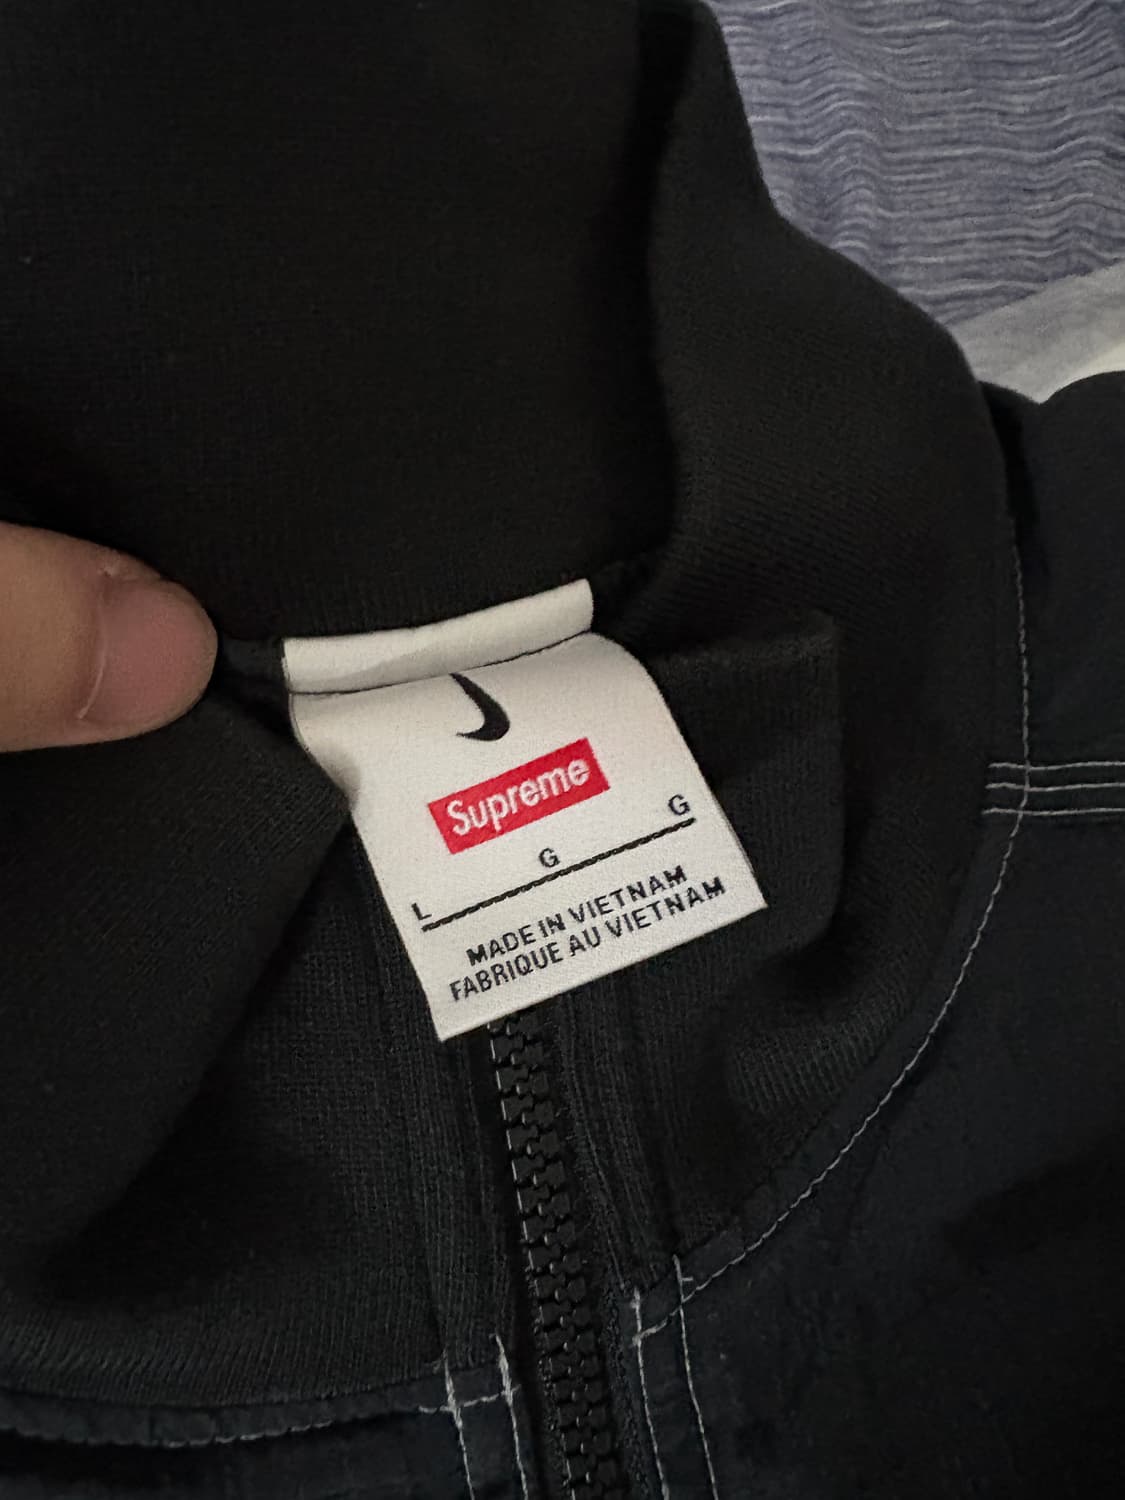 Supreme
L G G
MADE IN VIETNAM
FABRIQUE AU VIETNAM